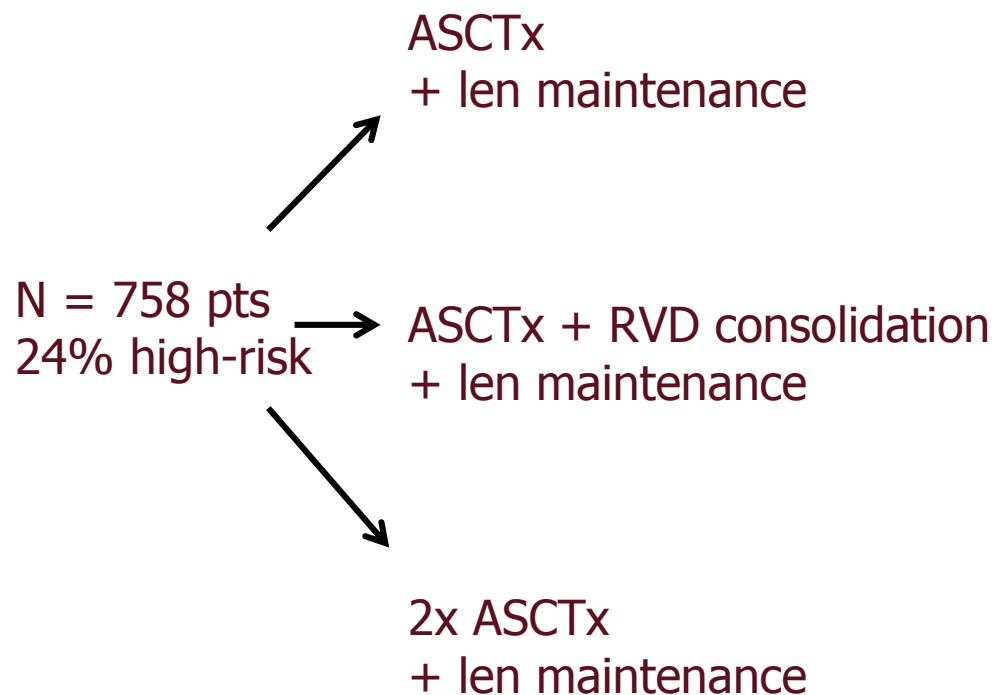 ASCTx
+ len maintenance
N = 758 pts
24% high-risk
ASCTx + RVD consolidation
+ len maintenance
2x ASCTx
+ len maintenance